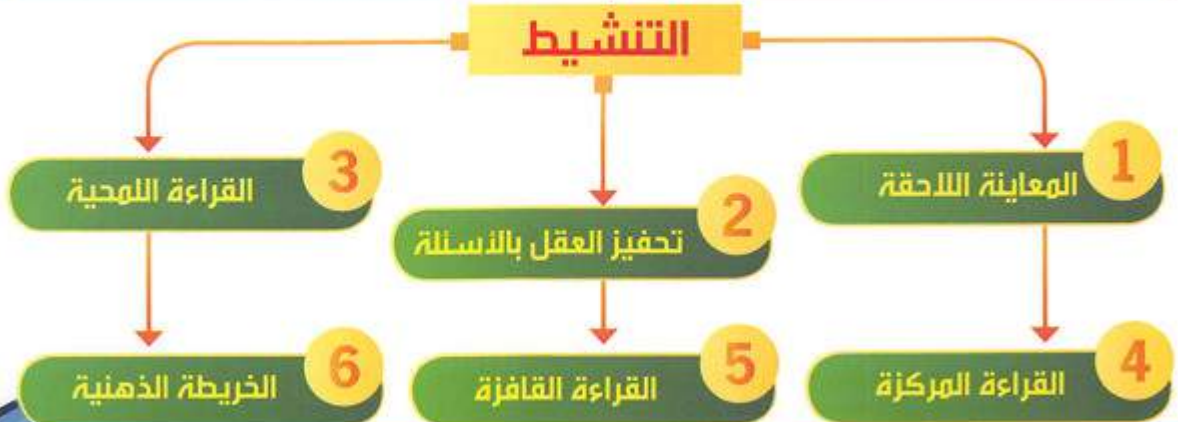 التنشيط
1
المعاينة اللاحقة
2
تحفيز العقل بالأسئلة
3
القراءة اللمحية
4
القراءة المركزة
5
القراءة القافزة
6
الخريطة الذهنية